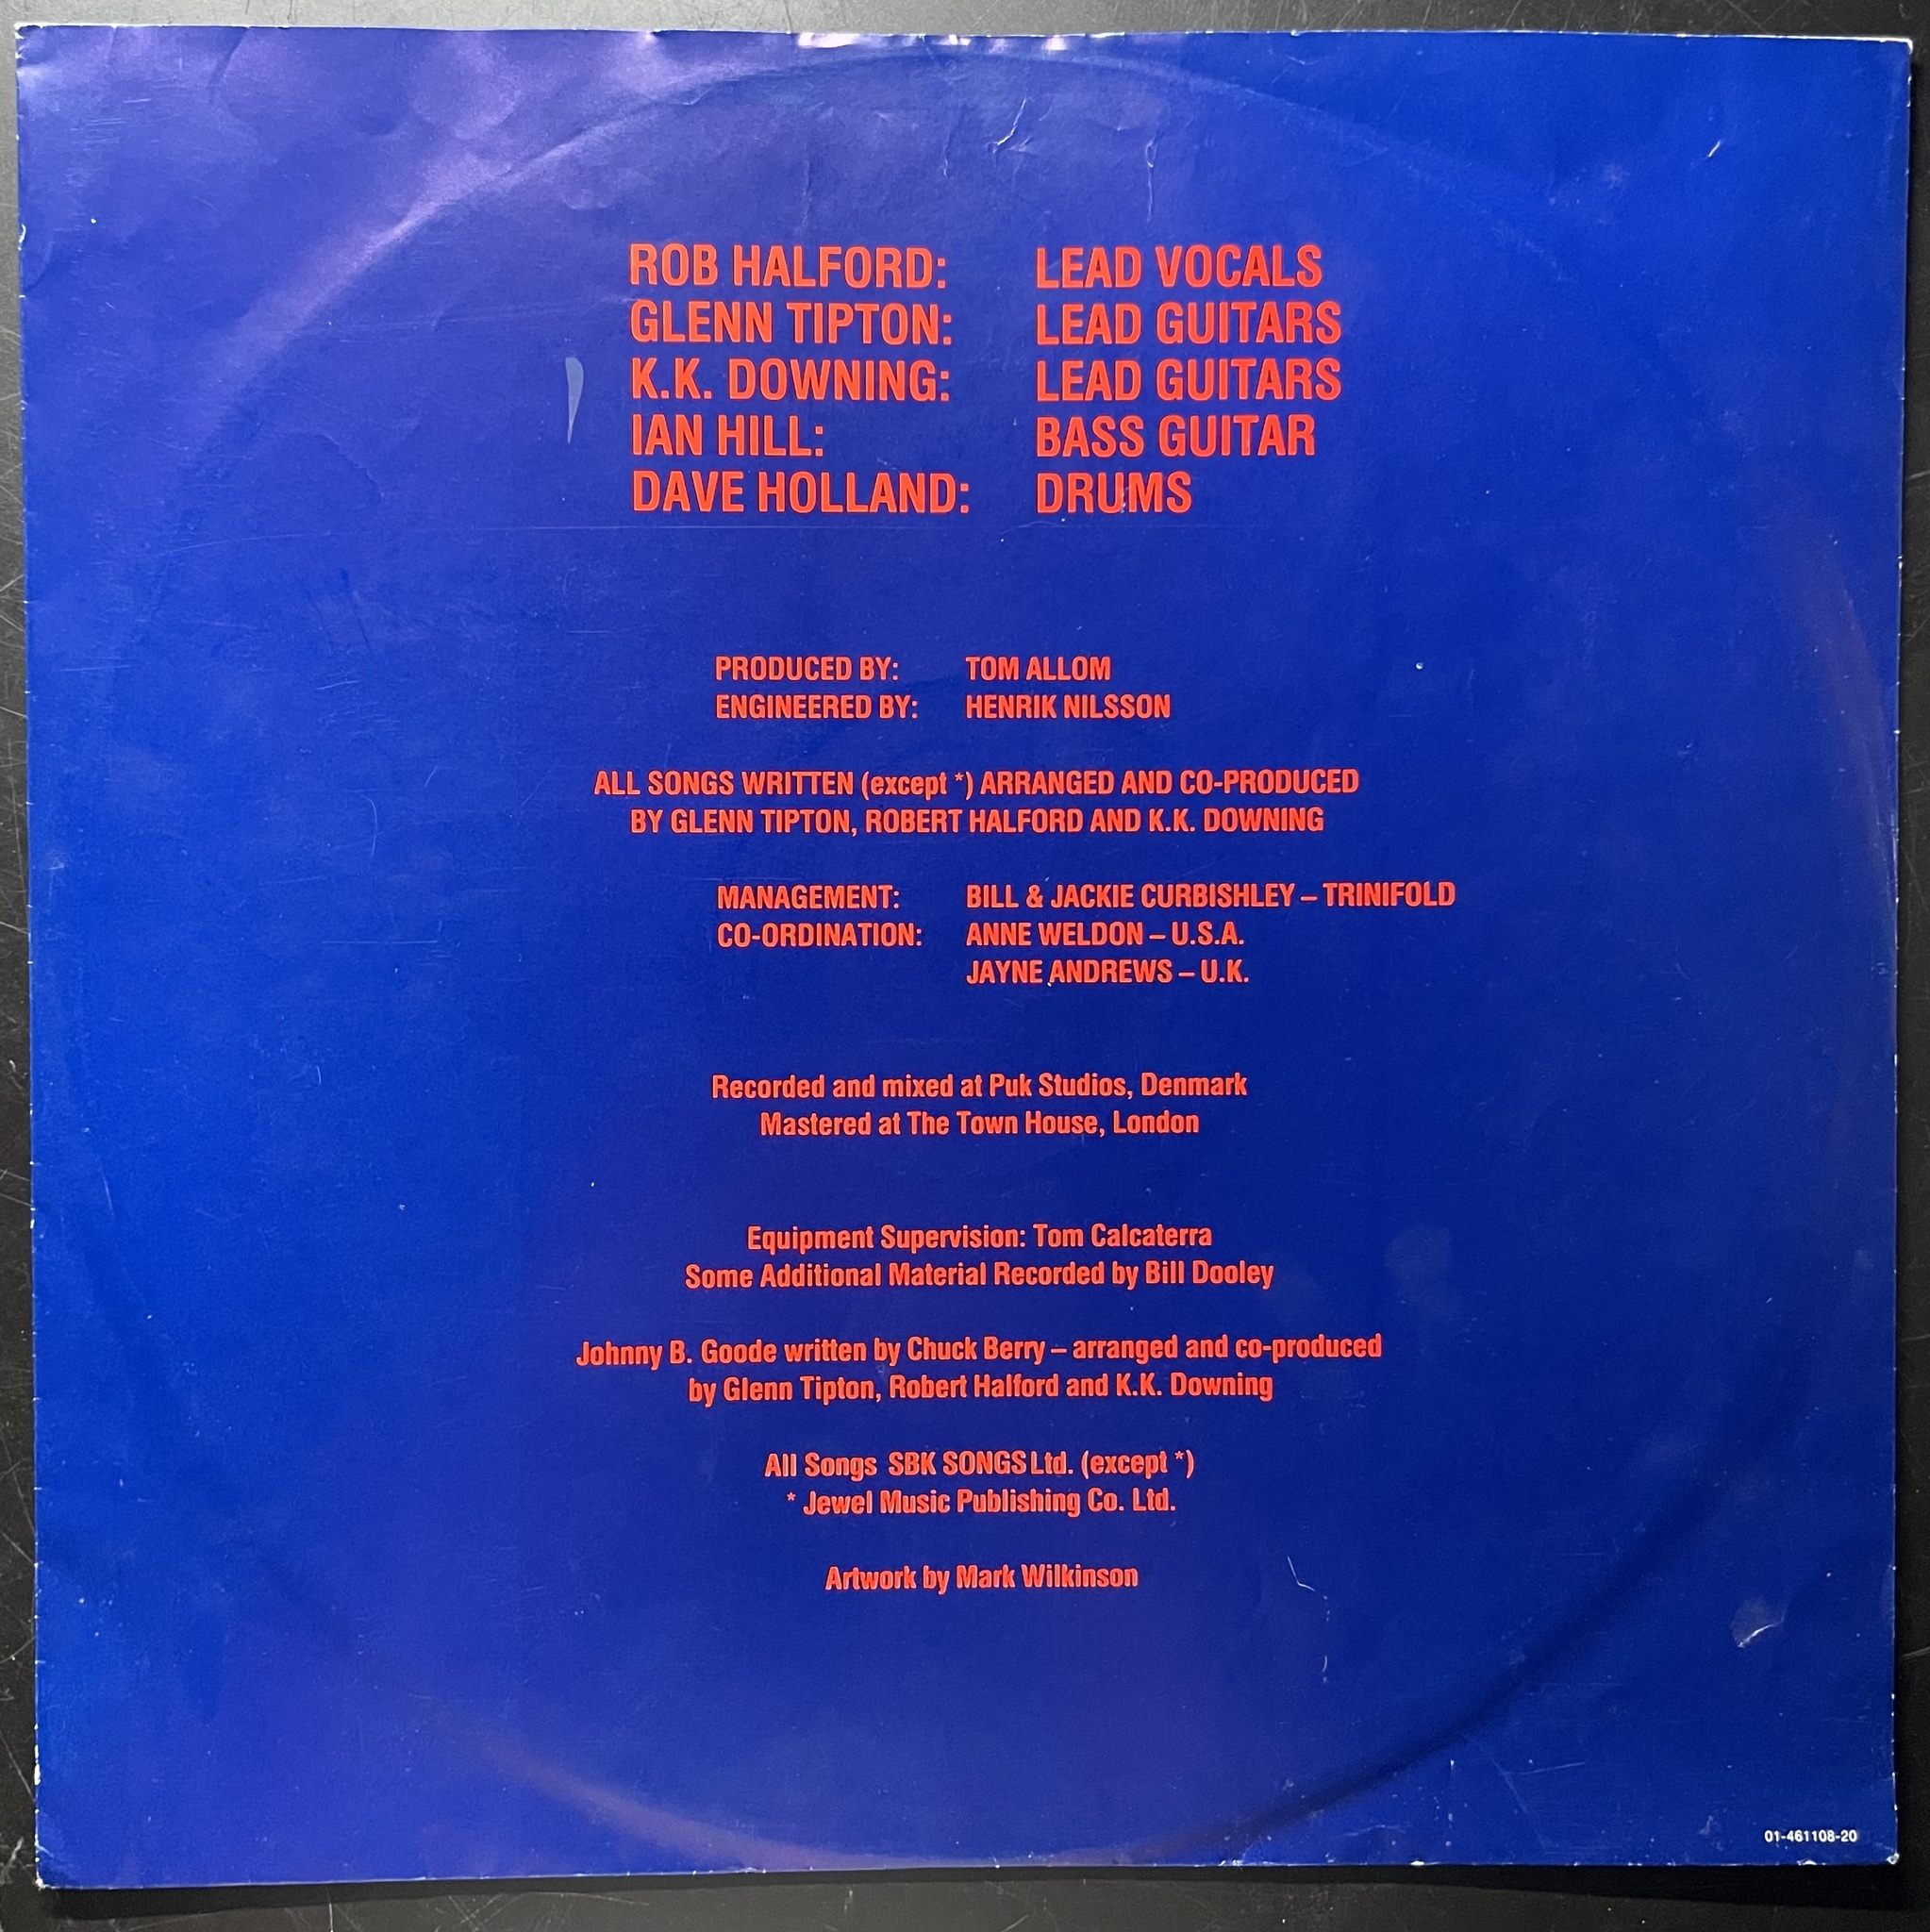 ROB HALFORD: LEAD VOCALS
GLENN TIPTON: LEAD GUITARS
K.K. DOWNING: LEAD GUITARS
IAN HILL: BASS GUITAR
DAVE HOLLAND: DRUMS
PRODUCED BY: TOM ALLOM
ENGINEERED BY: HENRIK NILSSON
ALL SONGS WRITTEN (except *) ARRANGED AND CO-PRODUCED
BY GLENN TIPTON, ROBERT HALFORD AND K.K. DOWNING
MANAGEMENT: BILL & JACKIE CURBISHLEY – TRINIFOLD
CO-ORDINATION: ANNE WELDON – U.S.A.
JAYNE ANDREWS – U.K.
Recorded and mixed at Puk Studios, Denmark
Mastered at The Town House, London
Equipment Supervision: Tom Calcaterra
Some Additional Material Recorded by Bill Dooley
Johnny B. Goode written by Chuck Berry – arranged and co-produced
by Glenn Tipton, Robert Halford and K.K. Downing
All Songs SBK SONGS Ltd. (except *)
* Jewel Music Publishing Co. Ltd.
Artwork by Mark Wilkinson
01-461108-20